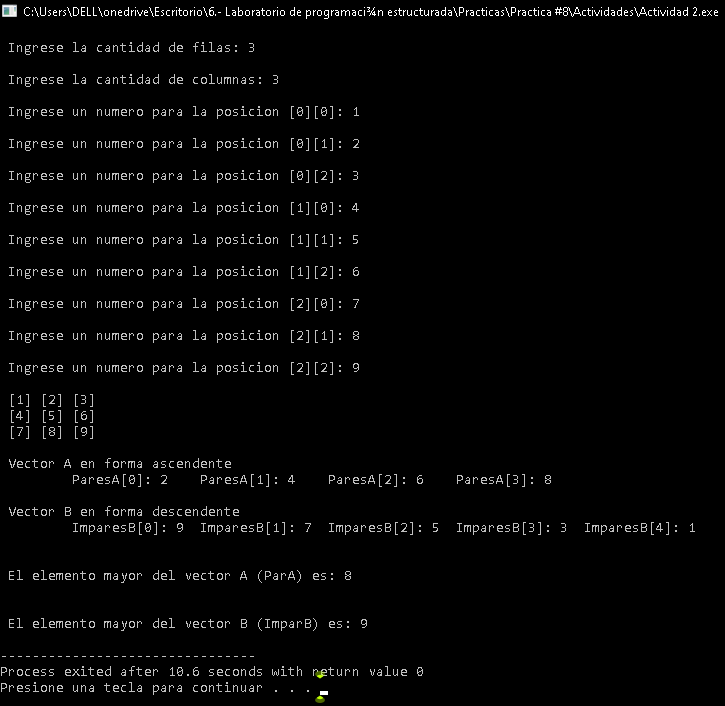 C:\Users\DELL\onedrive\Escritorio\6.- Laboratorio de programaci¾n estructurada\Practicas\Practica #8\Actividades\Actividad 2.exe
Ingrese la cantidad de filas: 3
Ingrese la cantidad de columnas: 3
Ingrese un numero para la posicion [0][0]: 1
Ingrese un numero para la posicion [0][1]: 2
Ingrese un numero para la posicion [0][2]: 3
Ingrese un numero para la posicion [1][0]: 4
Ingrese un numero para la posicion [1][1]: 5
Ingrese un numero para la posicion [1][2]: 6
Ingrese un numero para la posicion [2][0]: 7
Ingrese un numero para la posicion [2][1]: 8
Ingrese un numero para la posicion [2][2]: 9
[1] [2] [3]
[4] [5] [6]
[7] [8] [9]
Vector A en forma ascendente
ParesA[0]: 2 ParesA[1]: 4 ParesA[2]: 6 ParesA[3]: 8
Vector B en forma descendente
ImparesB[0]: 9 ImparesB[1]: 7 ImparesB[2]: 5 ImparesB[3]: 3 ImparesB[4]: 1
El elemento mayor del vector A (ParA) es: 8
El elemento mayor del vector B (ImparB) es: 9
--------------------------------
Process exited after 10.6 seconds with return value 0
Presione una tecla para continuar . . .